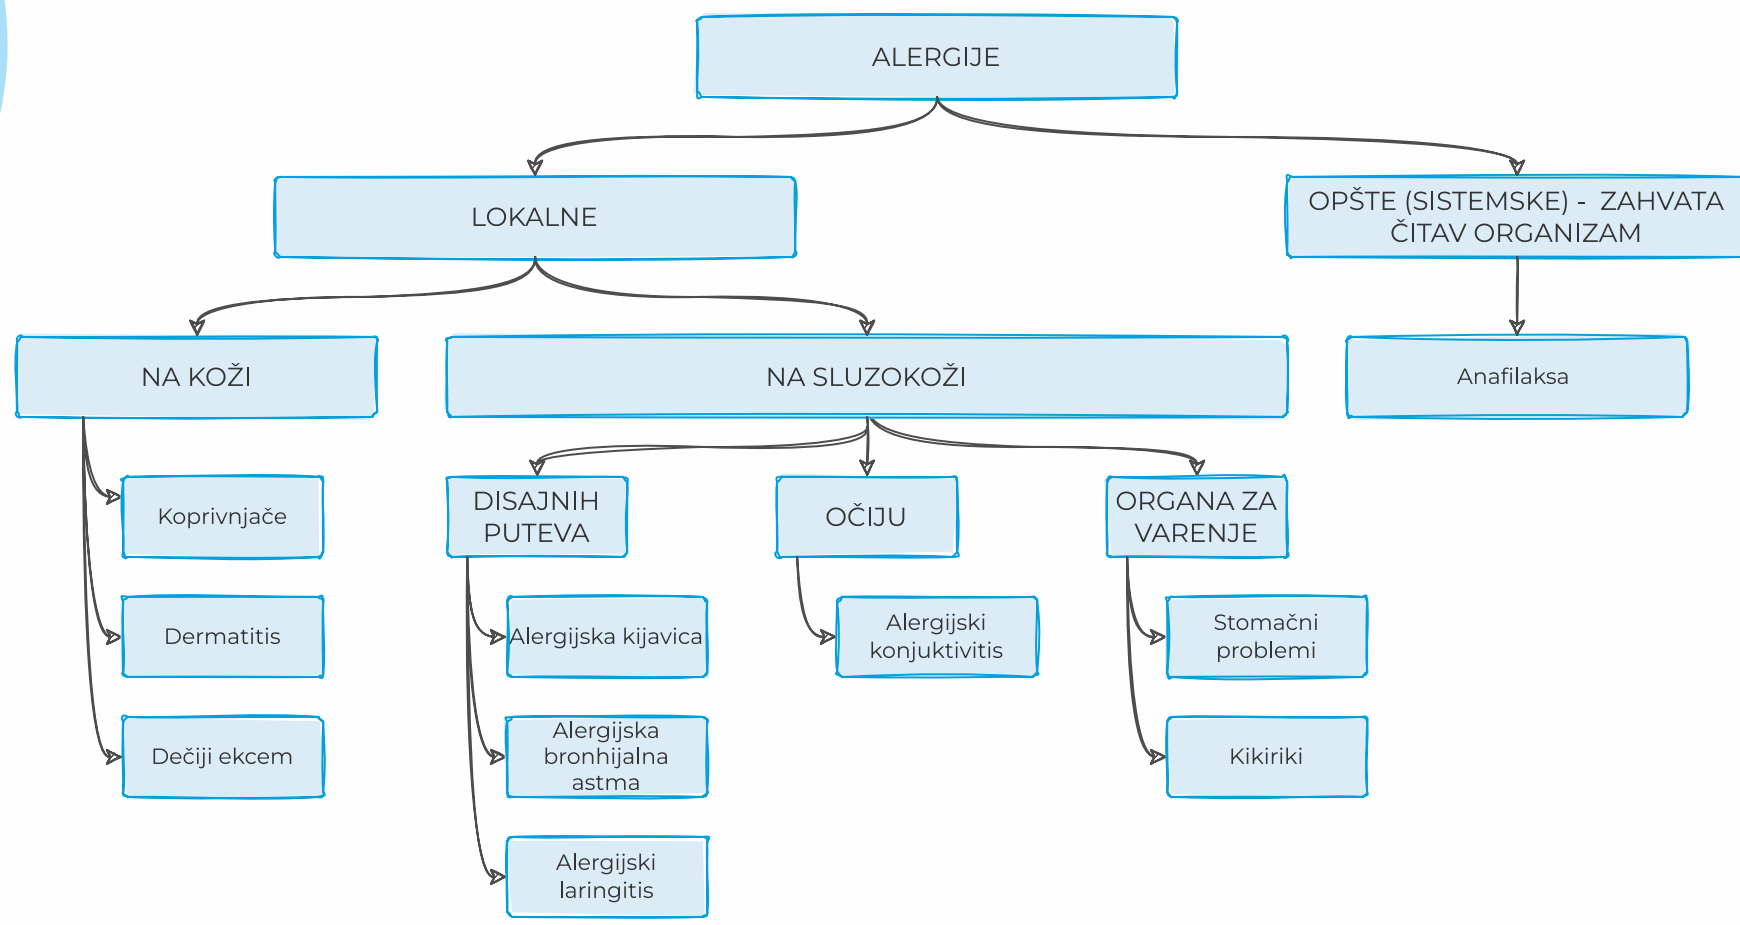 ALERGIJE
LOKALNE
OPŠTE (SISTEMSKE) - ZAHVATA
ČITAV ORGANIZAM
NA KOŽI
NA SLUZOKOŽI
Anafilaksa
Koprivnjače
Dermatitis
Dečiji ekcem
DISAJNIH
PUTEVA
Alergijska kijavica
Alergijska
bronhijalna
astma
Alergijski
laringitis
OČIJU
Alergijski
konjuktivitis
ORGANA ZA
VARENJE
Stomačni
problemi
Kikiriki